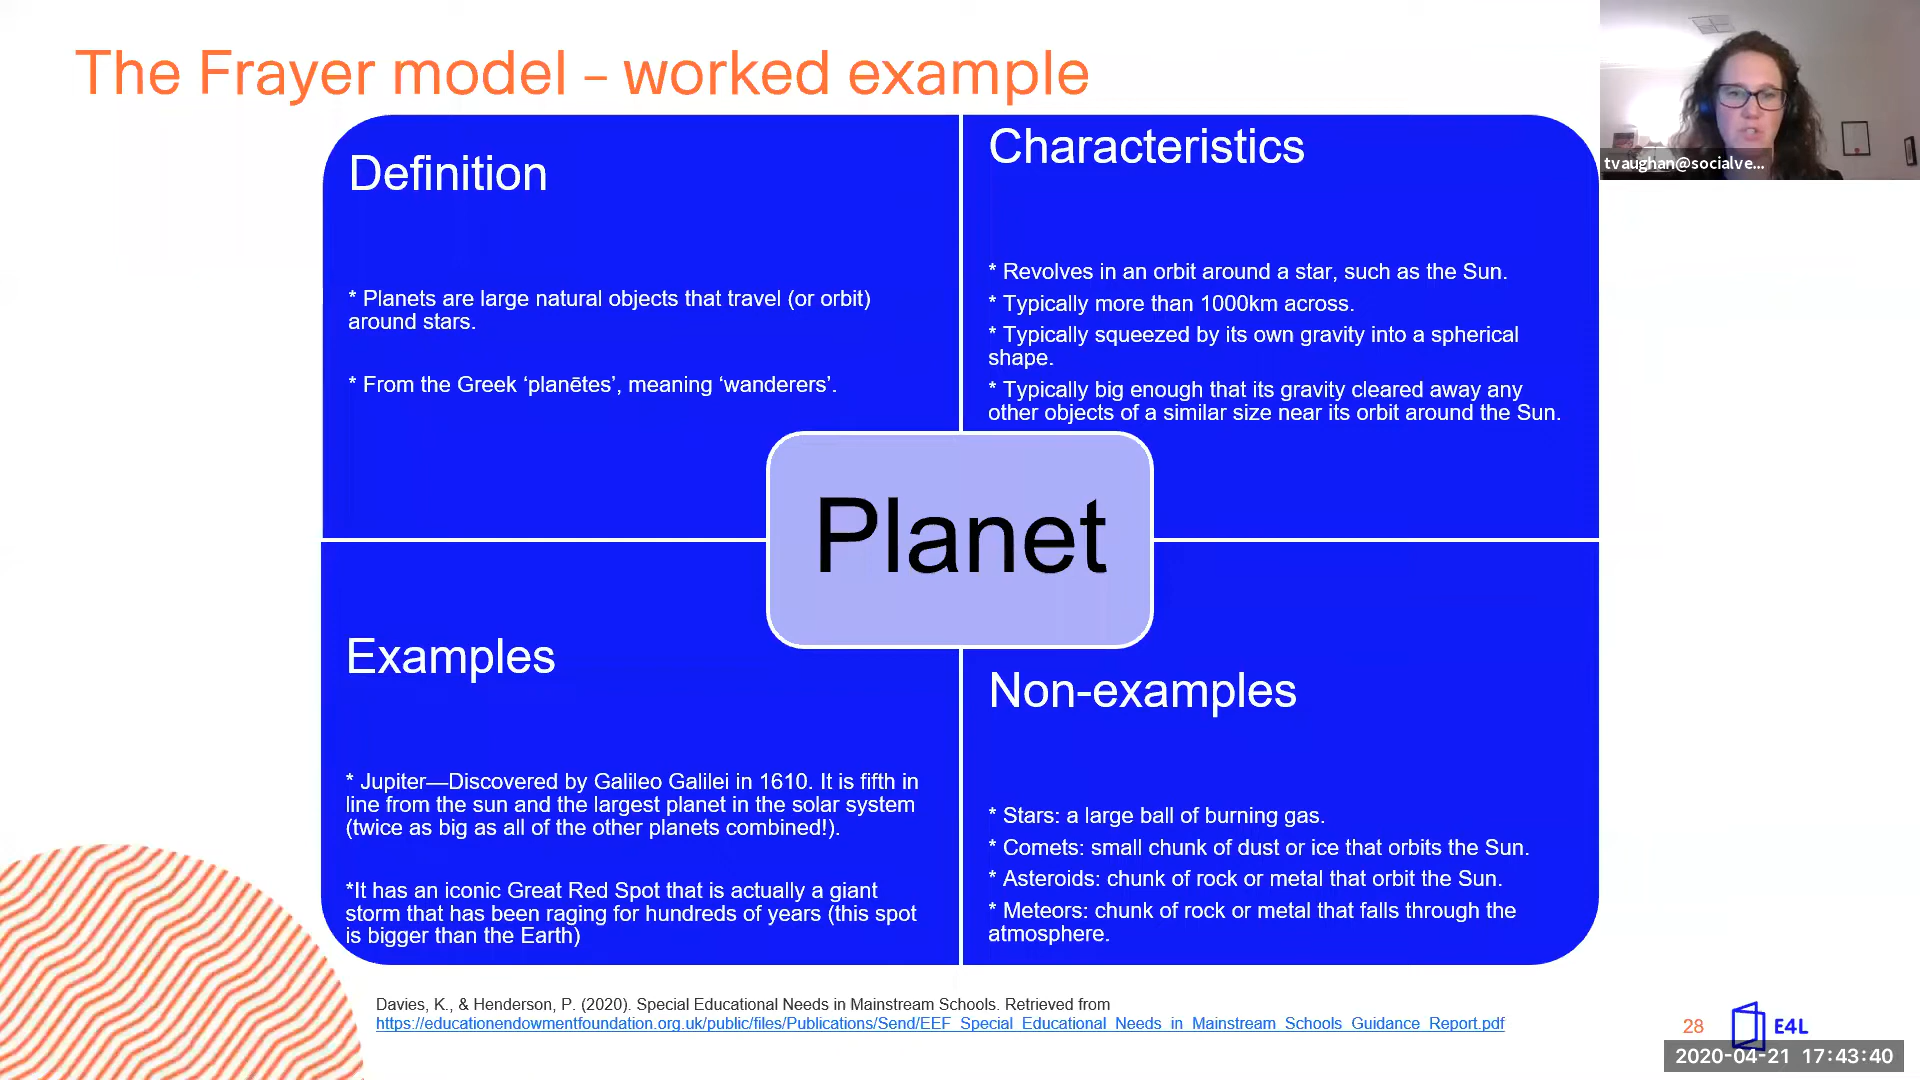 The Frayer model – worked example
tvaughan@socialve...
Definition
* Planets are large natural objects that travel (or orbit)
around stars.
* From the Greek ‘planētes’, meaning ‘wanderers’.
Characteristics
* Revolves in an orbit around a star, such as the Sun.
* Typically more than 1000km across.
* Typically squeezed by its own gravity into a spherical
shape.
* Typically big enough that its gravity cleared away any
other objects of a similar size near its orbit around the Sun.
Planet
Examples
* Jupiter—Discovered by Galileo Galilei in 1610. It is fifth in
line from the sun and the largest planet in the solar system
(twice as big as all of the other planets combined!).
*It has an iconic Great Red Spot that is actually a giant
storm that has been raging for hundreds of years (this spot
is bigger than the Earth)
Non-examples
* Stars: a large ball of burning gas.
* Comets: small chunk of dust or ice that orbits the Sun.
* Asteroids: chunk of rock or metal that orbit the Sun.
* Meteors: chunk of rock or metal that falls through the
atmosphere.
Davies, K., & Henderson, P. (2020). Special Educational Needs in Mainstream Schools. Retrieved from
https://educationendowmentfoundation.org.uk/public/files/Publications/Send/EEF_Special_Educational_Needs_in_Mainstream_Schools_Guidance_Report.pdf
28
E4L
2020-04-21 17:43:40